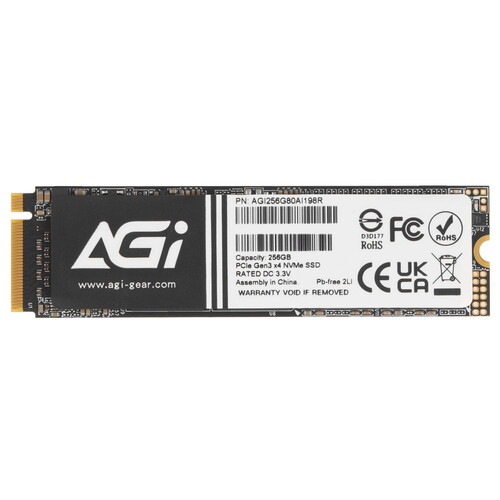 AGi
www.agi-gear.com
PN: AGI256G80AI198R
Capacity: 256GB
PCIe Gen3 x4 NVMe SSD
RATED DC 3.3V
Assembly in China
Pb-free 2LI
WARRANTY VOID IF REMOVED
D3D177
RoHS
FC
RoHS
CE
UK
CA